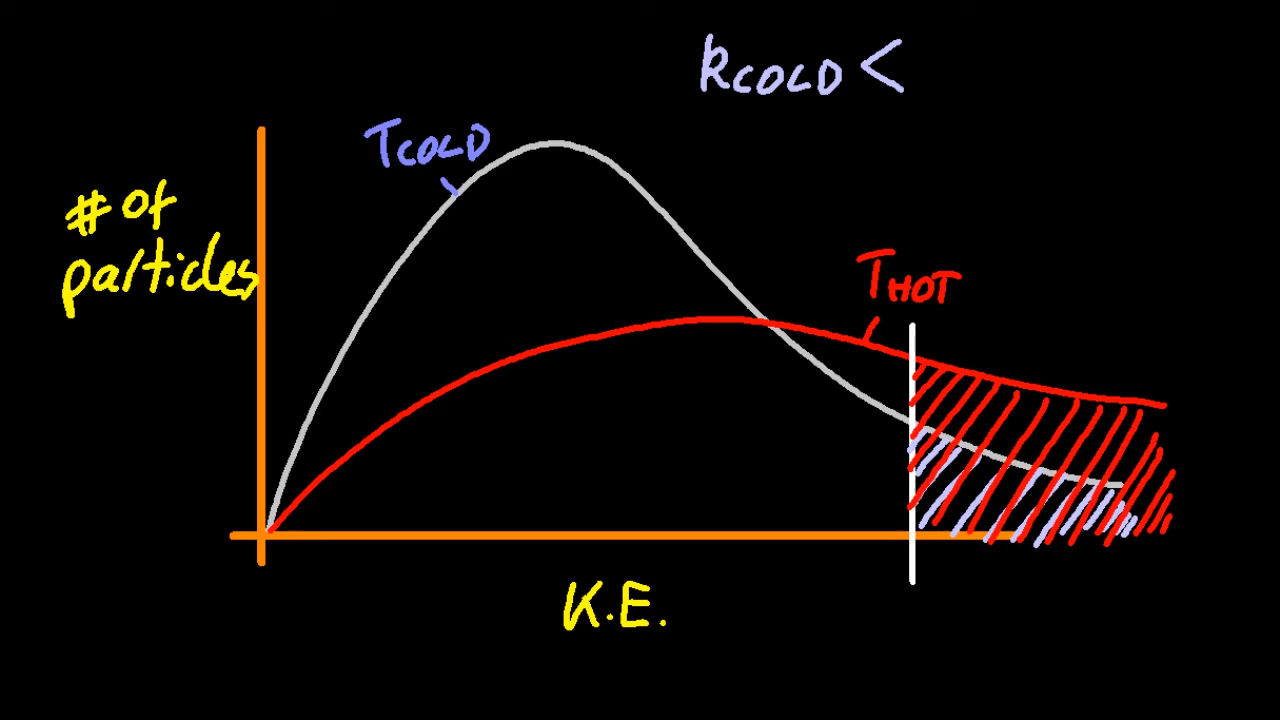 RCOLD <
TCOLD
# of
particles
THOT
K.E.